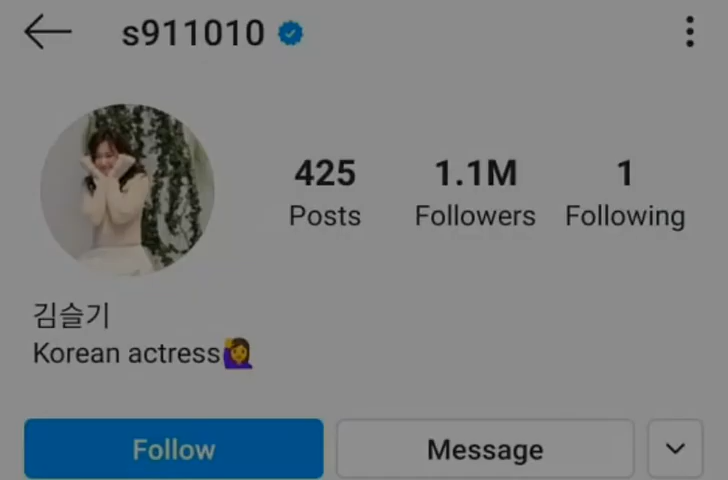 s911010
425 1.1M 1
Posts Followers Following
김슬기
Korean actress🙋‍♀️
Follow Message